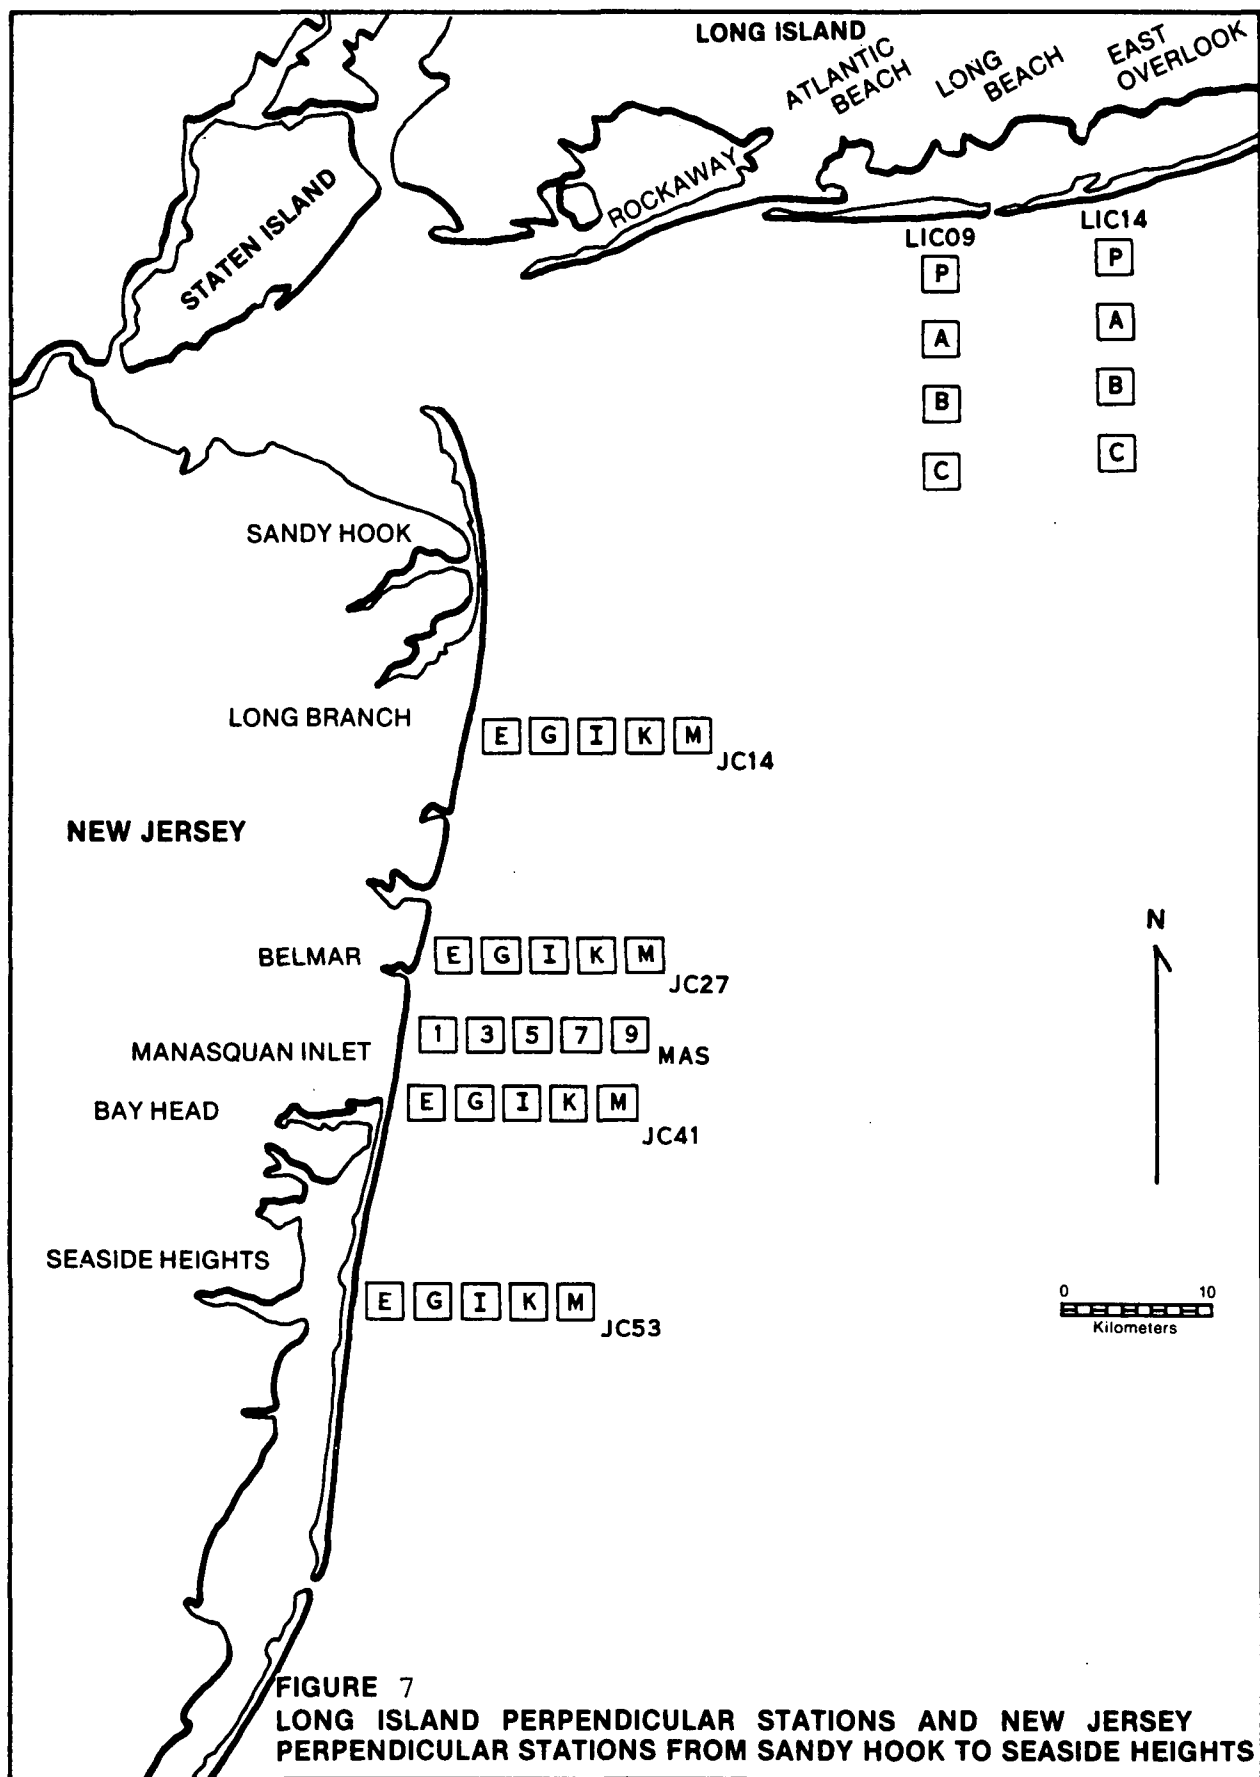 LONG ISLAND
ATLANTIC
BEACH
LONG
BEACH
EAST
OVERLOOK
ROCKAWAY
STATEN ISLAND
LIC09
P
A
B
C
LIC14
P
A
B
C
SANDY HOOK
LONG BRANCH
E G I K M
JC14
NEW JERSEY
BELMAR
E G I K M
JC27
N
MANASQUAN INLET
1 3 5 7 9
MAS
BAY HEAD
E G I K M
JC41
SEASIDE HEIGHTS
E G I K M
JC53
0 10
Kilometers
FIGURE 7
LONG ISLAND PERPENDICULAR STATIONS AND NEW JERSEY
PERPENDICULAR STATIONS FROM SANDY HOOK TO SEASIDE HEIGHTS